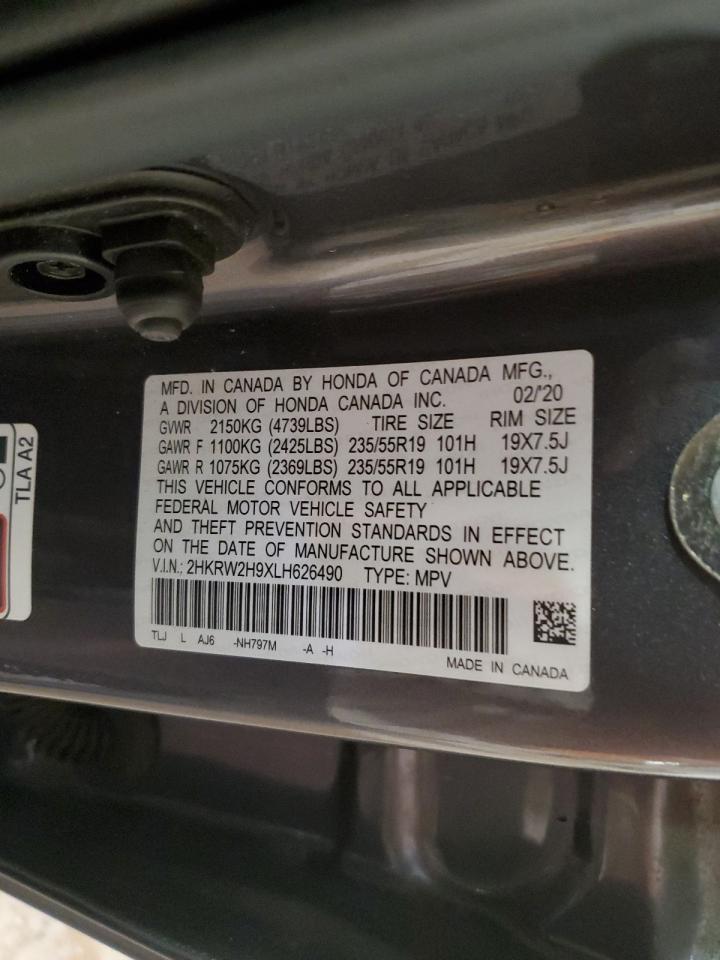 MFD. IN CANADA BY HONDA OF CANADA MFG.,
A DIVISION OF HONDA CANADA INC. 02/'20
GVWR 2150KG (4739LBS) TIRE SIZE RIM SIZE
GAWR F 1100KG (2425LBS) 235/55R19 101H 19X7.5J
GAWR R 1075KG (2369LBS) 235/55R19 101H 19X7.5J
THIS VEHICLE CONFORMS TO ALL APPLICABLE
FEDERAL MOTOR VEHICLE SAFETY
AND THEFT PREVENTION STANDARDS IN EFFECT
ON THE DATE OF MANUFACTURE SHOWN ABOVE.
V.I.N.: 2HKRW2H9XLH626490 TYPE: MPV
TLJ L AJ6 -NH797M -A -H
MADE IN CANADA
TLA A2